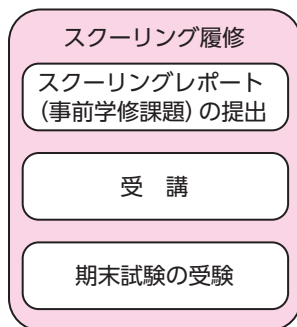 スクーリング履修
スクーリングレポート
(事前学修課題)の提出
受　講
期末試験の受験